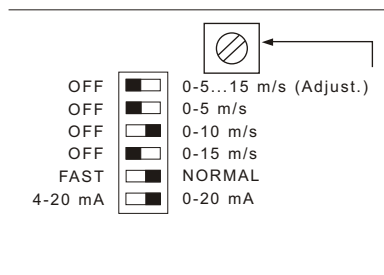 OFF 0-5...15 m/s (Adjust.)
OFF 0-5 m/s
OFF 0-10 m/s
OFF 0-15 m/s
FAST NORMAL
4-20 mA 0-20 mA